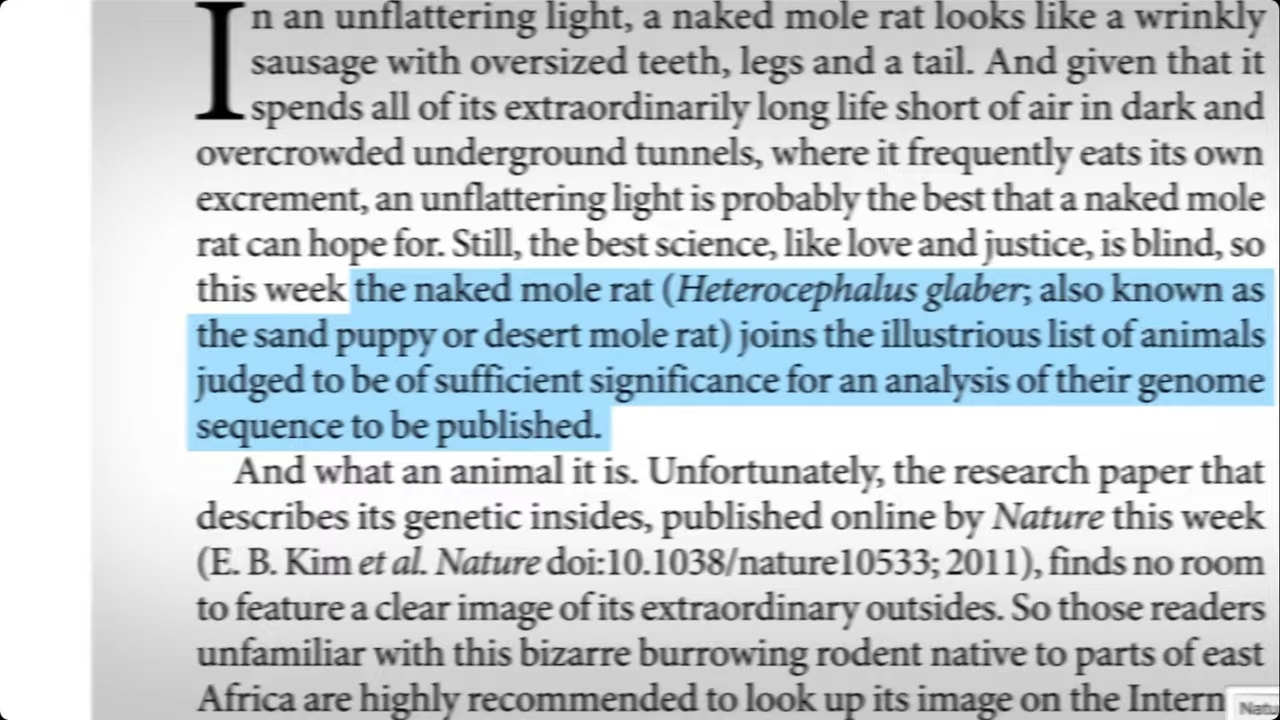 In an unflattering light, a naked mole rat looks like a wrinkly
sausage with oversized teeth, legs and a tail. And given that it
spends all of its extraordinarily long life short of air in dark and
overcrowded underground tunnels, where it frequently eats its own
excrement, an unflattering light is probably the best that a naked mole
rat can hope for. Still, the best science, like love and justice, is blind, so
this week the naked mole rat (Heterocephalus glaber; also known as
the sand puppy or desert mole rat) joins the illustrious list of animals
judged to be of sufficient significance for an analysis of their genome
sequence to be published.
And what an animal it is. Unfortunately, the research paper that
describes its genetic insides, published online by Nature this week
(E. B. Kim et al. Nature doi:10.1038/nature10533; 2011), finds no room
to feature a clear image of its extraordinary outsides. So those readers
unfamiliar with this bizarre burrowing rodent native to parts of east
Africa are highly recommended to look up its image on the Intern
Natu